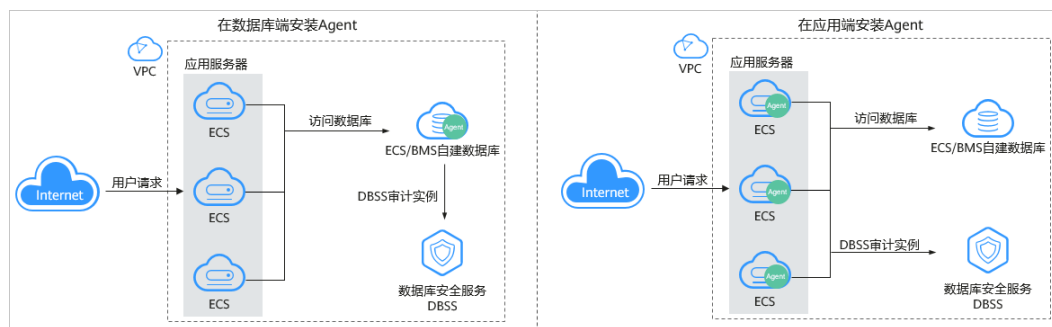 在数据库端安装Agent
VPC
应用服务器
ECS
访问数据库
Agent
ECS/BMS自建数据库
Internet
用户请求
ECS
DBSS审计实例
ECS
数据库安全服务
DBSS
在应用端安装Agent
VPC
应用服务器
Agent
ECS
访问数据库
ECS/BMS自建数据库
Internet
用户请求
Agent
ECS
DBSS审计实例
Agent
ECS
数据库安全服务
DBSS